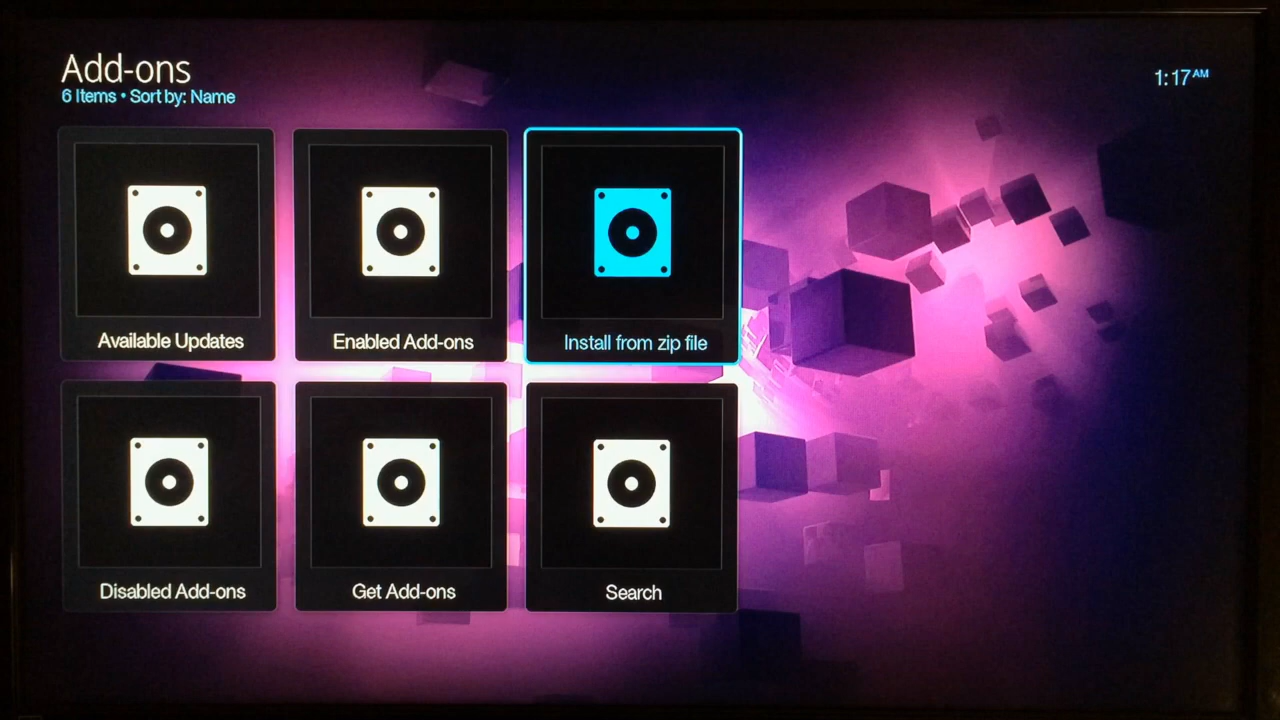 Add-ons
6 Items • Sort by: Name
1:17AM
Available Updates
Enabled Add-ons
Install from zip file
Disabled Add-ons
Get Add-ons
Search